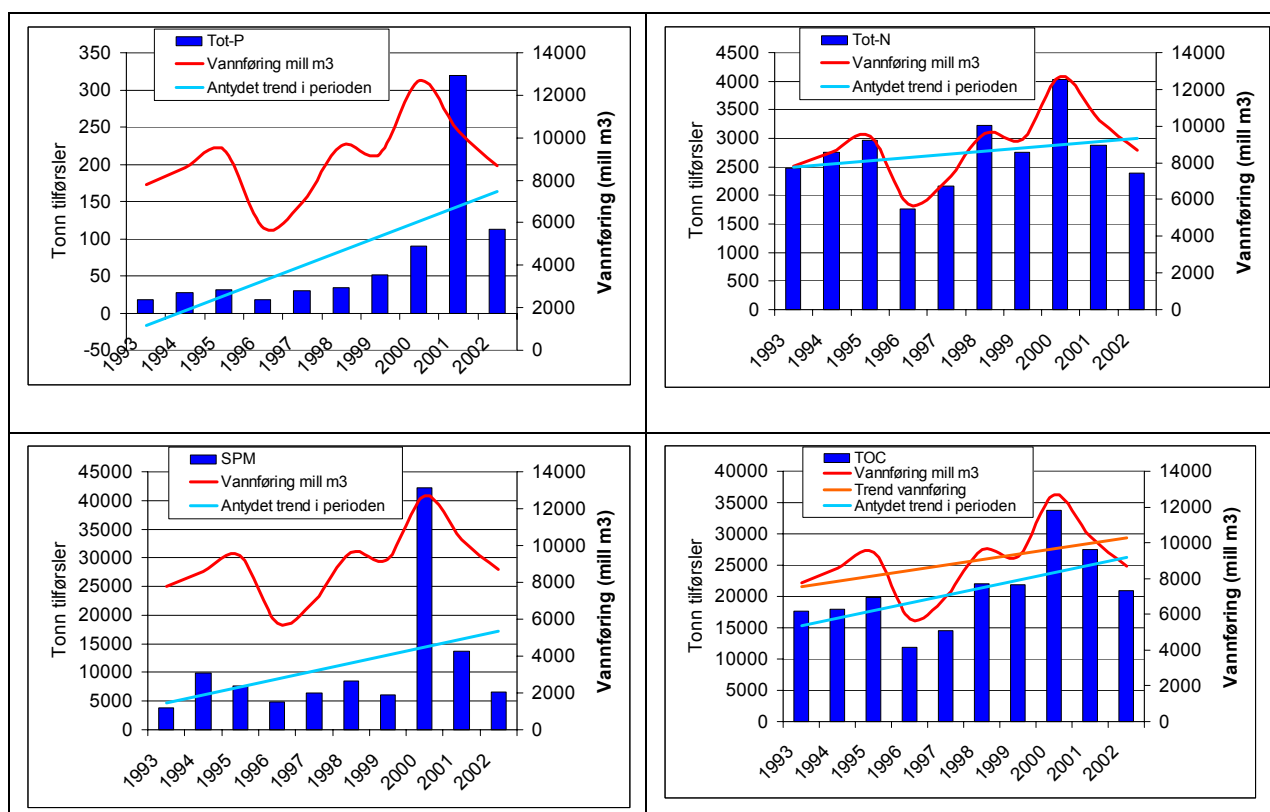 Tot-P
Vannføring mill m3
Antydet trend i perioden
350
300
250
200
150
100
50
0
-50
Tonn tilførsler
14000
12000
10000
8000
6000
4000
2000
0
Vannføring (mill m3)
1993 1994 1995 1996 1997 1998 1999 2000 2001 2002
Tot-N
Vannføring mill m3
Antydet trend i perioden
4500
4000
3500
3000
2500
2000
1500
1000
500
0
Tonn tilførsler
14000
12000
10000
8000
6000
4000
2000
0
Vannføring (mill m3)
1993 1994 1995 1996 1997 1998 1999 2000 2001 2002
SPM
Vannføring mill m3
Antydet trend i perioden
45000
40000
35000
30000
25000
20000
15000
10000
5000
0
Tonn tilførsler
14000
12000
10000
8000
6000
4000
2000
0
Vannføring (mill m3)
1993 1994 1995 1996 1997 1998 1999 2000 2001 2002
TOC
Vannføring mill m3
Trend vannføring
Antydet trend i perioden
40000
35000
30000
25000
20000
15000
10000
5000
0
Tonn tilførsler
14000
12000
10000
8000
6000
4000
2000
0
Vannføring (mill m3)
1993 1994 1995 1996 1997 1998 1999 2000 2001 2002